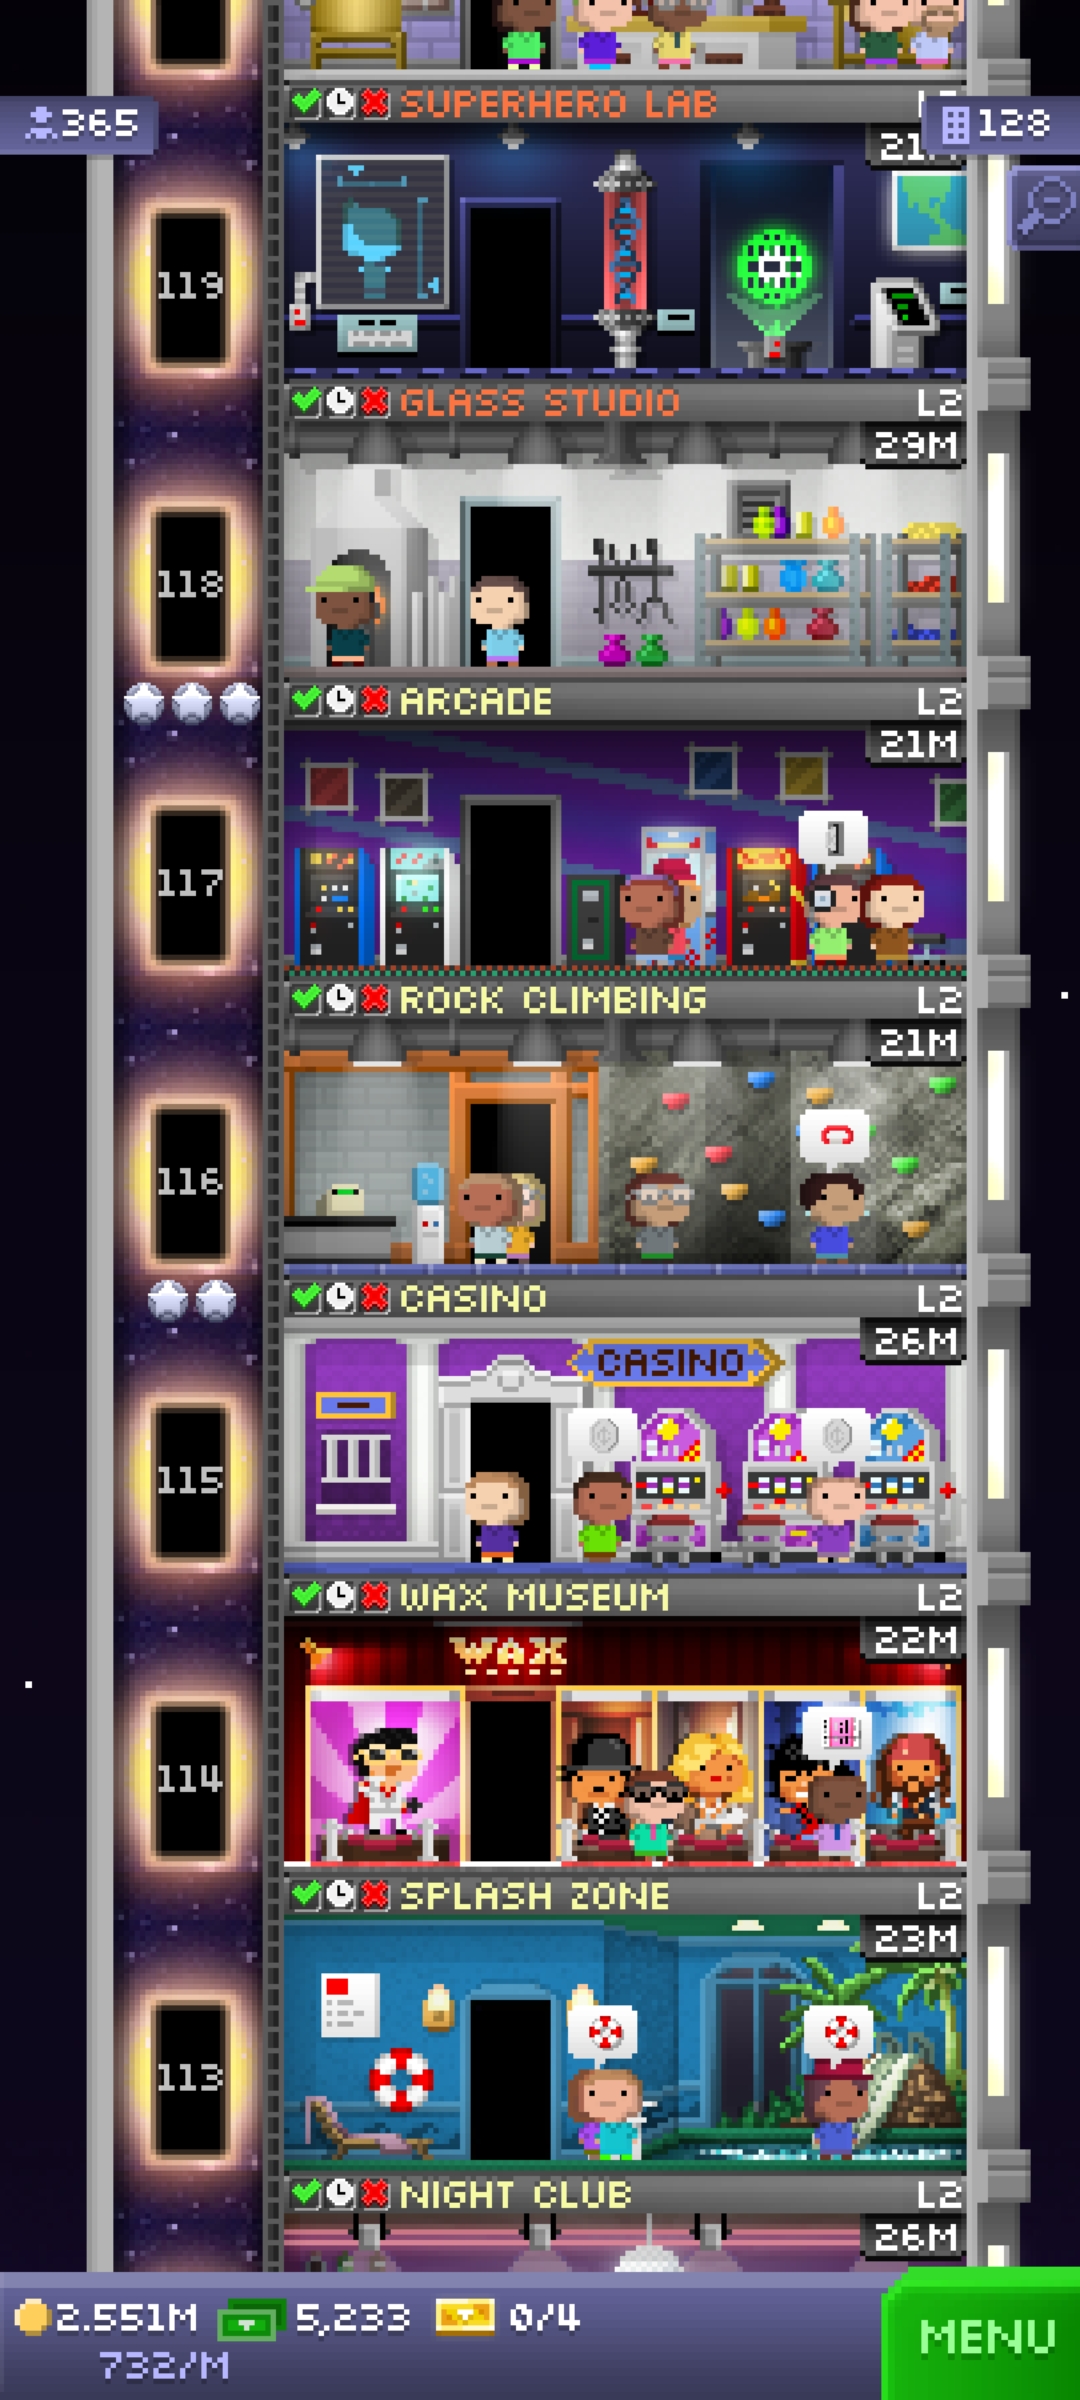 SUPERHERO LAB
365
128
119
GLASS STUDIO L2
29M
118
ARCADE L2
21M
117
ROCK CLIMBING L2
21M
116
CASINO L2
26M
CASINO
115
WAX MUSEUM L2
22M
WAX
114
SPLASH ZONE L2
23M
113
NIGHT CLUB L2
26M
2.551M 5,233 0/4
732/M
MENU